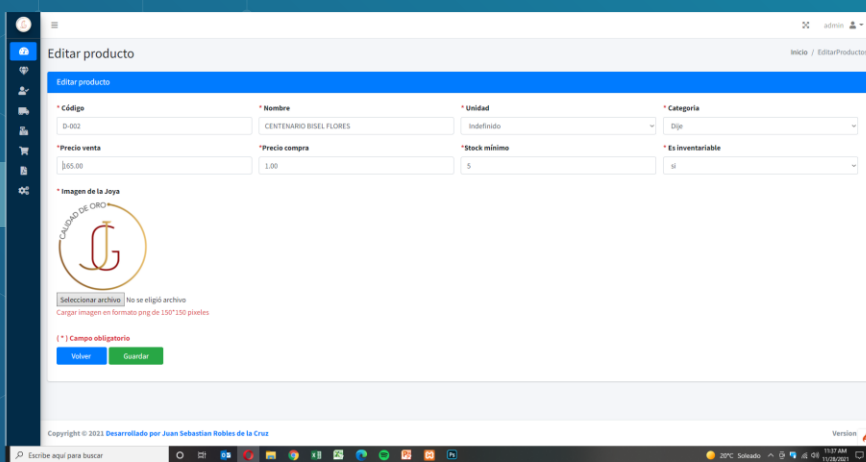 admin
Editar producto
Inicio / EditarProductos
Editar producto
* Código
* Nombre
* Unidad
* Categoria
D-002
CENTENARIO BISEL FLORES
Indefinido
Dije
*Precio venta
*Precio compra
*Stock mínimo
* Es inventariable
165.00
1.00
5
si
* Imagen de la Joya
CALIDAD DE ORO
JG
Seleccionar archivo No se eligió archivo
Cargar imagen en formato png de 150*150 pixeles
( * ) Campo obligatorio
Volver
Guardar
Copyright © 2021 Desarrollado por Juan Sebastian Robles de la Cruz
Version
Escribe aquí para buscar
20°C Soleado
11:37 AM
11/28/2021